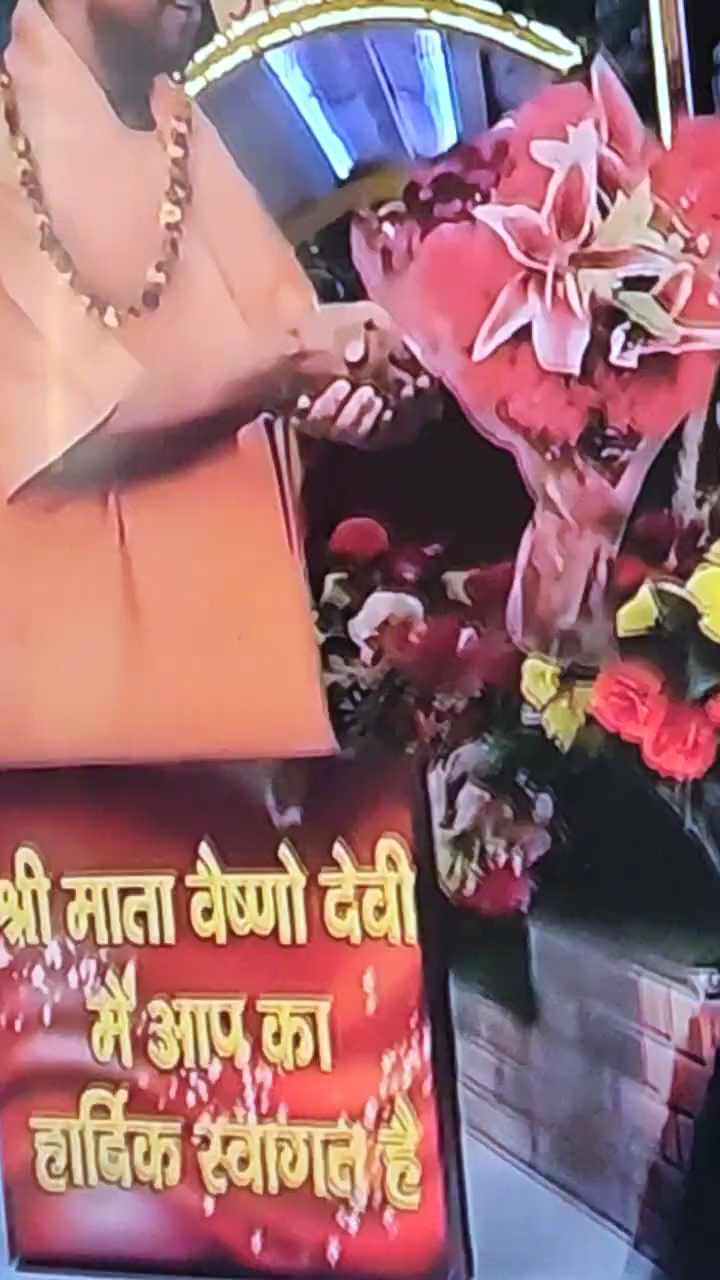 श्री माता वैष्णो देवी
में आप का
हार्दिक स्वागत है